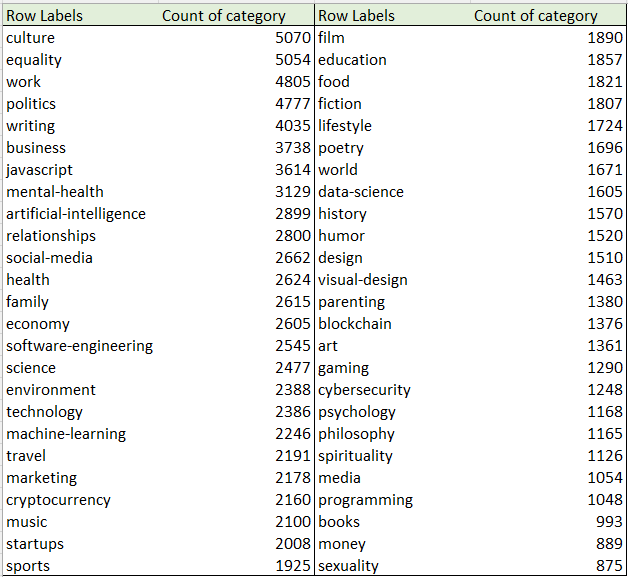 Row Labels Count of category Row Labels Count of category
culture 5070 film 1890
equality 5054 education 1857
work 4805 food 1821
politics 4777 fiction 1807
writing 4035 lifestyle 1724
business 3738 poetry 1696
javascript 3614 world 1671
mental-health 3129 data-science 1605
artificial-intelligence 2899 history 1570
relationships 2800 humor 1520
social-media 2662 design 1510
health 2624 visual-design 1463
family 2615 parenting 1380
economy 2605 blockchain 1376
software-engineering 2545 art 1361
science 2477 gaming 1290
environment 2388 cybersecurity 1248
technology 2386 psychology 1168
machine-learning 2246 philosophy 1165
travel 2191 spirituality 1126
marketing 2178 media 1054
cryptocurrency 2160 programming 1048
music 2100 books 993
startups 2008 money 889
sports 1925 sexuality 875